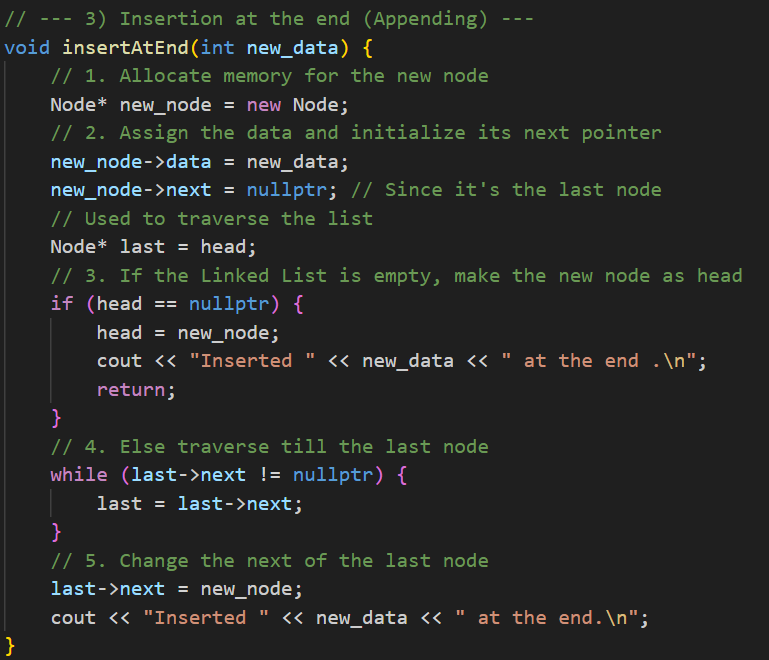 // --- 3) Insertion at the end (Appending) ---
void insertAtEnd(int new_data) {
    // 1. Allocate memory for the new node
    Node* new_node = new Node;
    // 2. Assign the data and initialize its next pointer
    new_node->data = new_data;
    new_node->next = nullptr; // Since it's the last node
    // Used to traverse the list
    Node* last = head;
    // 3. If the Linked List is empty, make the new node as head
    if (head == nullptr) {
        head = new_node;
        cout << "Inserted " << new_data << " at the end .\n";
        return;
    }
    // 4. Else traverse till the last node
    while (last->next != nullptr) {
        last = last->next;
    }
    // 5. Change the next of the last node
    last->next = new_node;
    cout << "Inserted " << new_data << " at the end.\n";
}